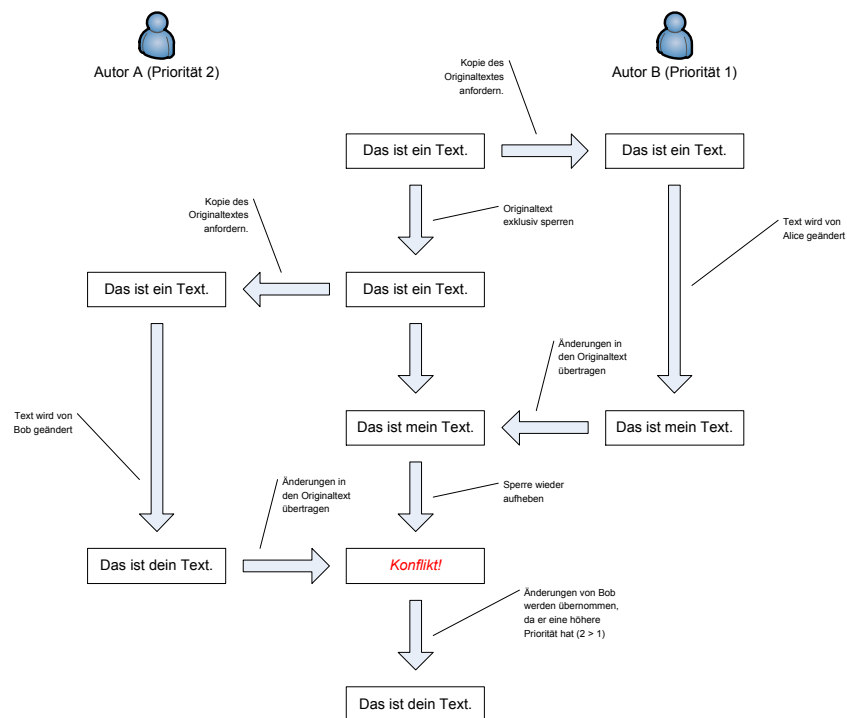 Autor A (Priorität 2)
Autor B (Priorität 1)
Kopie des
Originaltextes
anfordern.
Das ist ein Text.
Das ist ein Text.
Kopie des
Originaltextes
anfordern.
Originaltext
exklusiv sperren
Text wird von
Alice geändert
Das ist ein Text.
Das ist ein Text.
Änderungen in
den Originaltext
übertragen
Text wird von
Bob geändert
Das ist mein Text.
Das ist mein Text.
Änderungen in
den Originaltext
übertragen
Sperre wieder
aufheben
Das ist dein Text.
Konflikt!
Änderungen von Bob
werden übernommen,
da er eine höhere
Priorität hat (2 > 1)
Das ist dein Text.